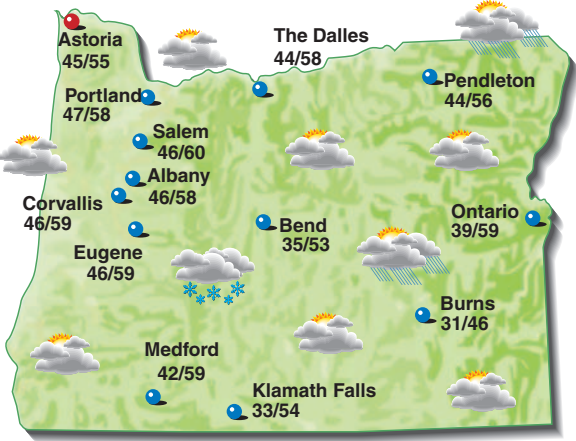 Astoria
45/55
The Dalles
44/58
Pendleton
44/56
Portland
47/58
Salem
46/60
Albany
46/58
Corvallis
46/59
Eugene
46/59
Bend
35/53
Ontario
39/59
Burns
31/46
Medford
42/59
Klamath Falls
33/54